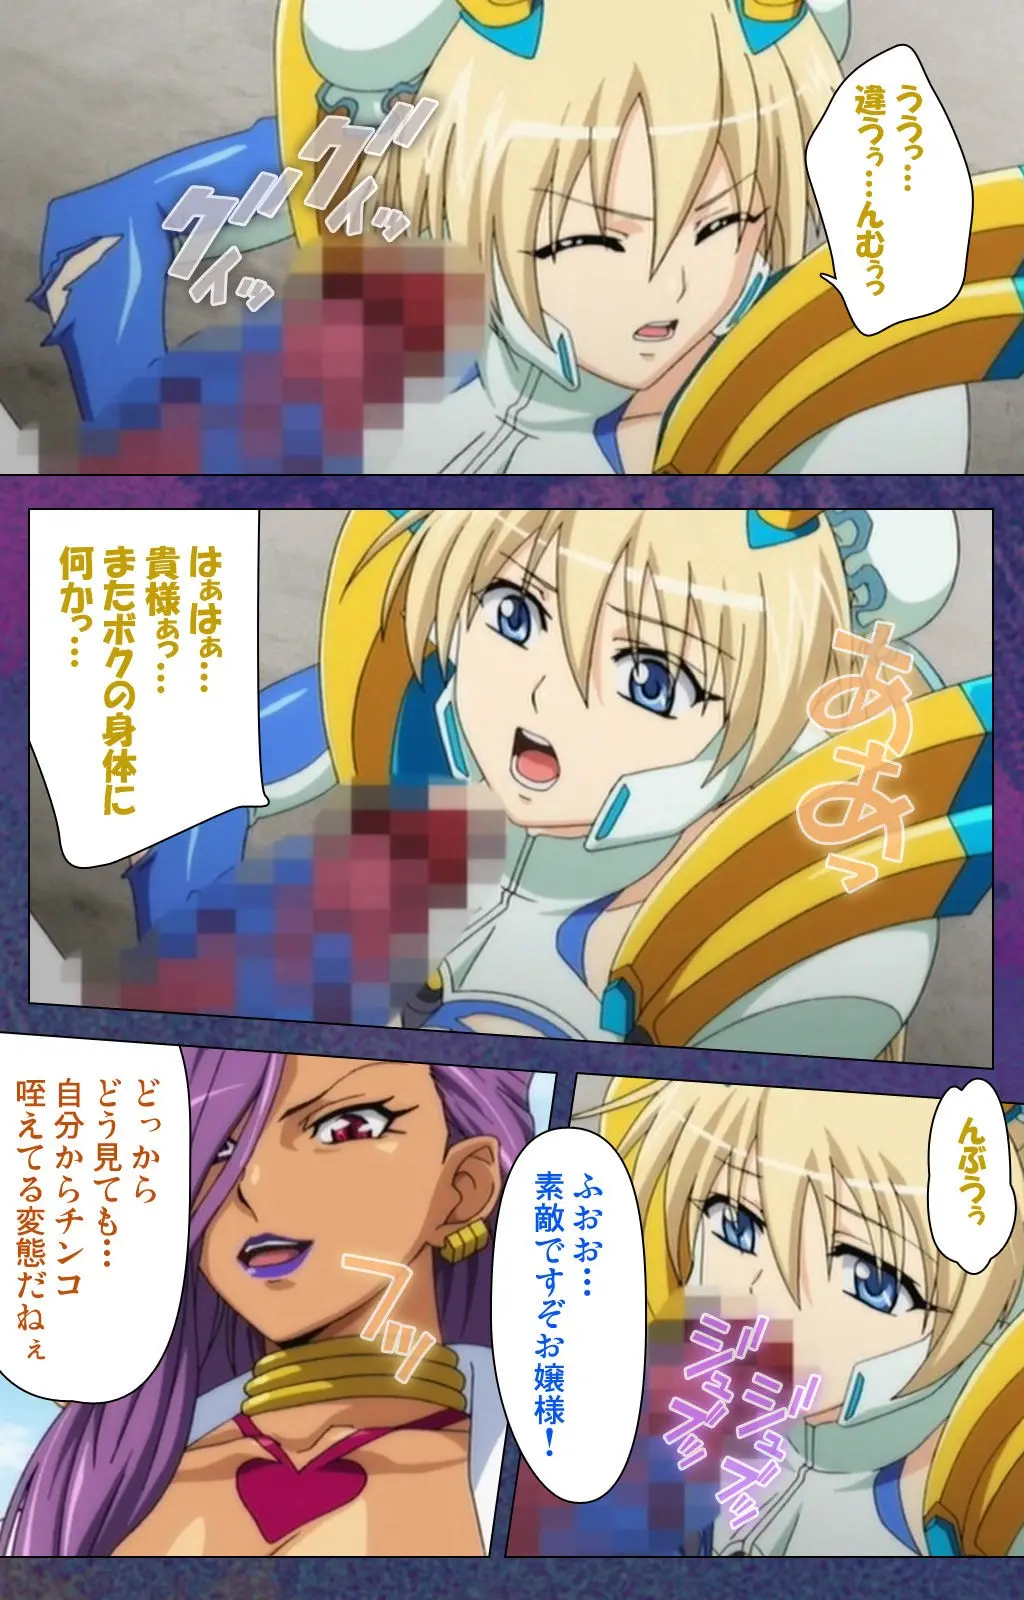 ううっ…
違うぅ…んむぅっ
グイッ
グイッ
はぁはぁ…
貴様ぁっ…
またボクの身体に
何かっ…
あああっ
んぶうぅ
ジュブッ
ジュブッ
ふおお…
素敵ですぞお嬢様！
どっから
どう見ても…
自分からチンコ
咥えてる変態だねぇ
フッ